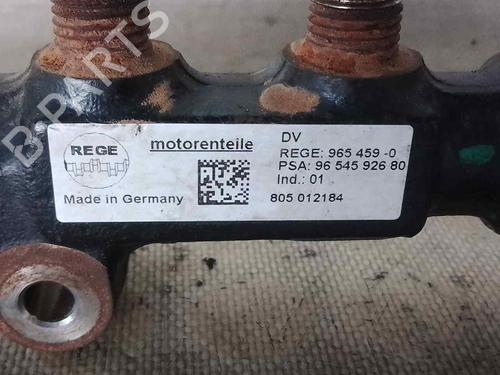 B PARTS
REGE
motorenteile
Made in Germany
DV
REGE: 965 459 -0
PSA: 96 545 926 80
Ind.: 01
805 012184